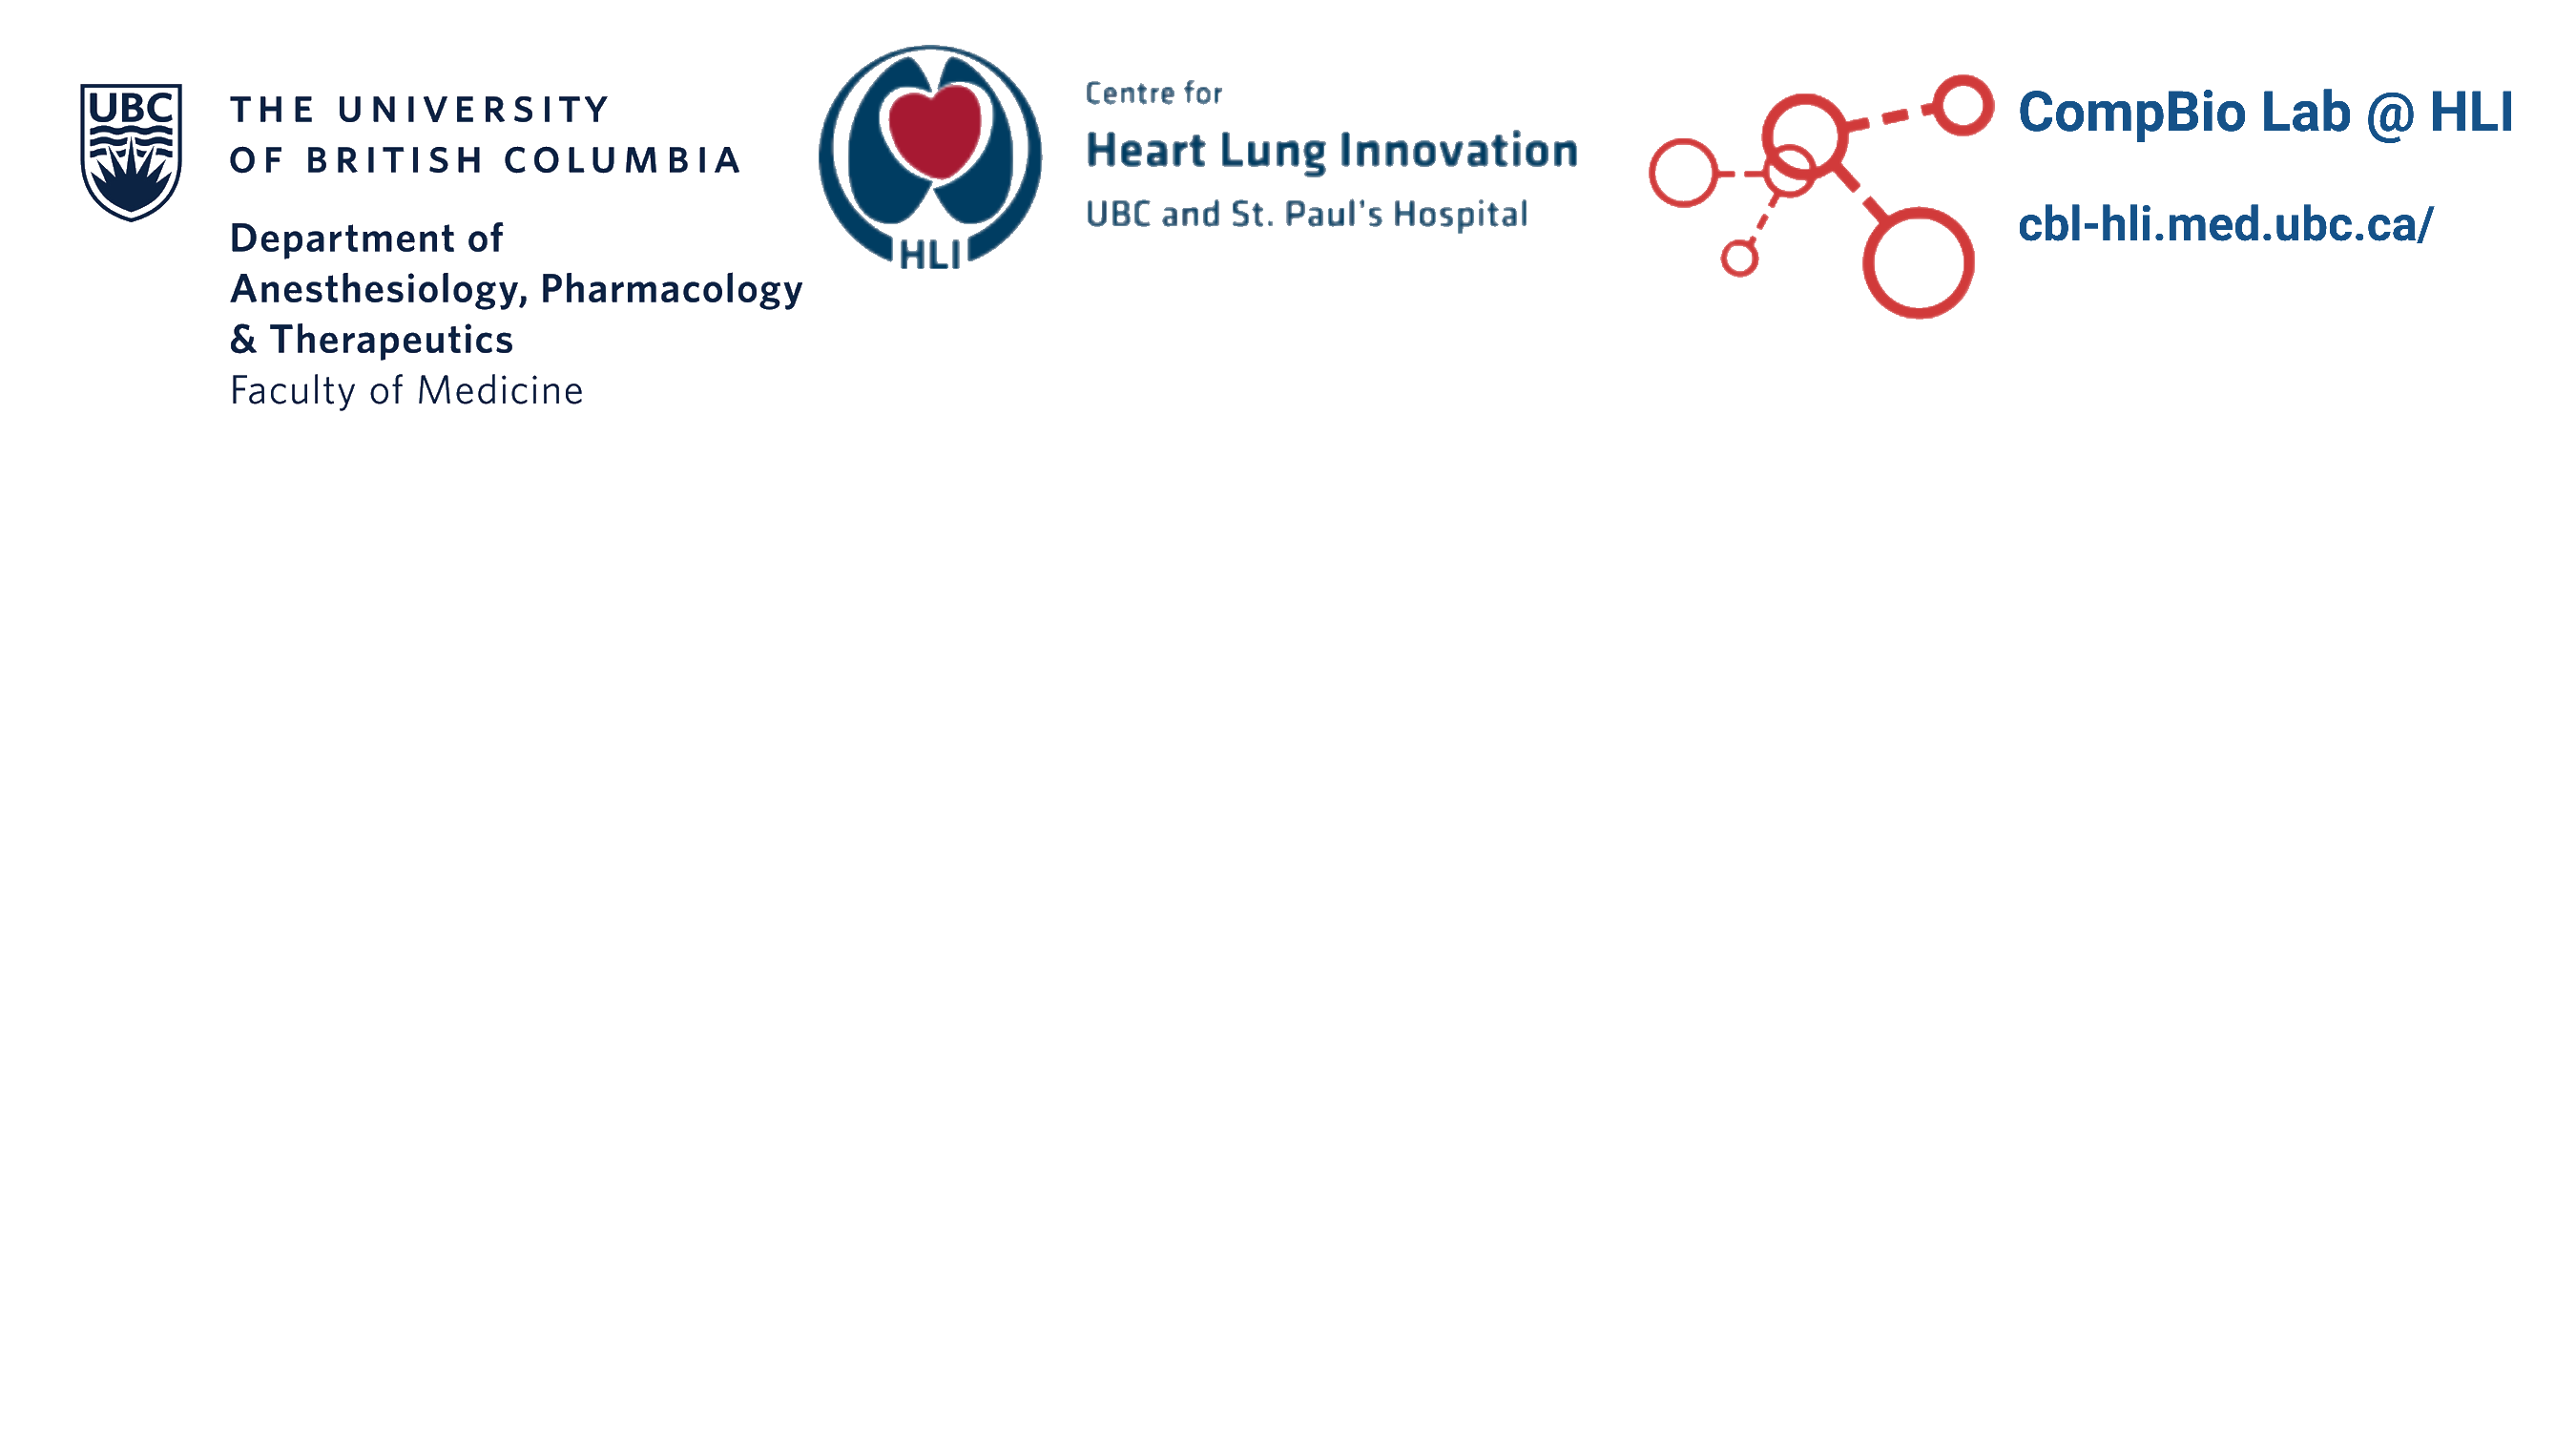 UBC
THE UNIVERSITY
OF BRITISH COLUMBIA
Department of
Anesthesiology, Pharmacology
& Therapeutics
Faculty of Medicine
HLI
Centre for
Heart Lung Innovation
UBC and St. Paul's Hospital
CompBio Lab @ HLI
cbl-hli.med.ubc.ca/